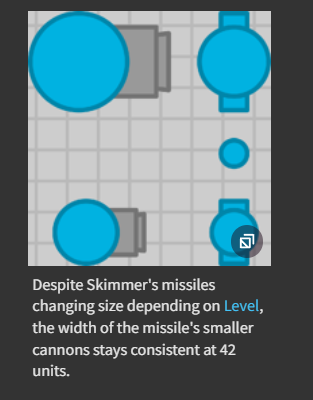 Despite Skimmer's missiles
changing size depending on Level,
the width of the missile's smaller
cannons stays consistent at 42
units.